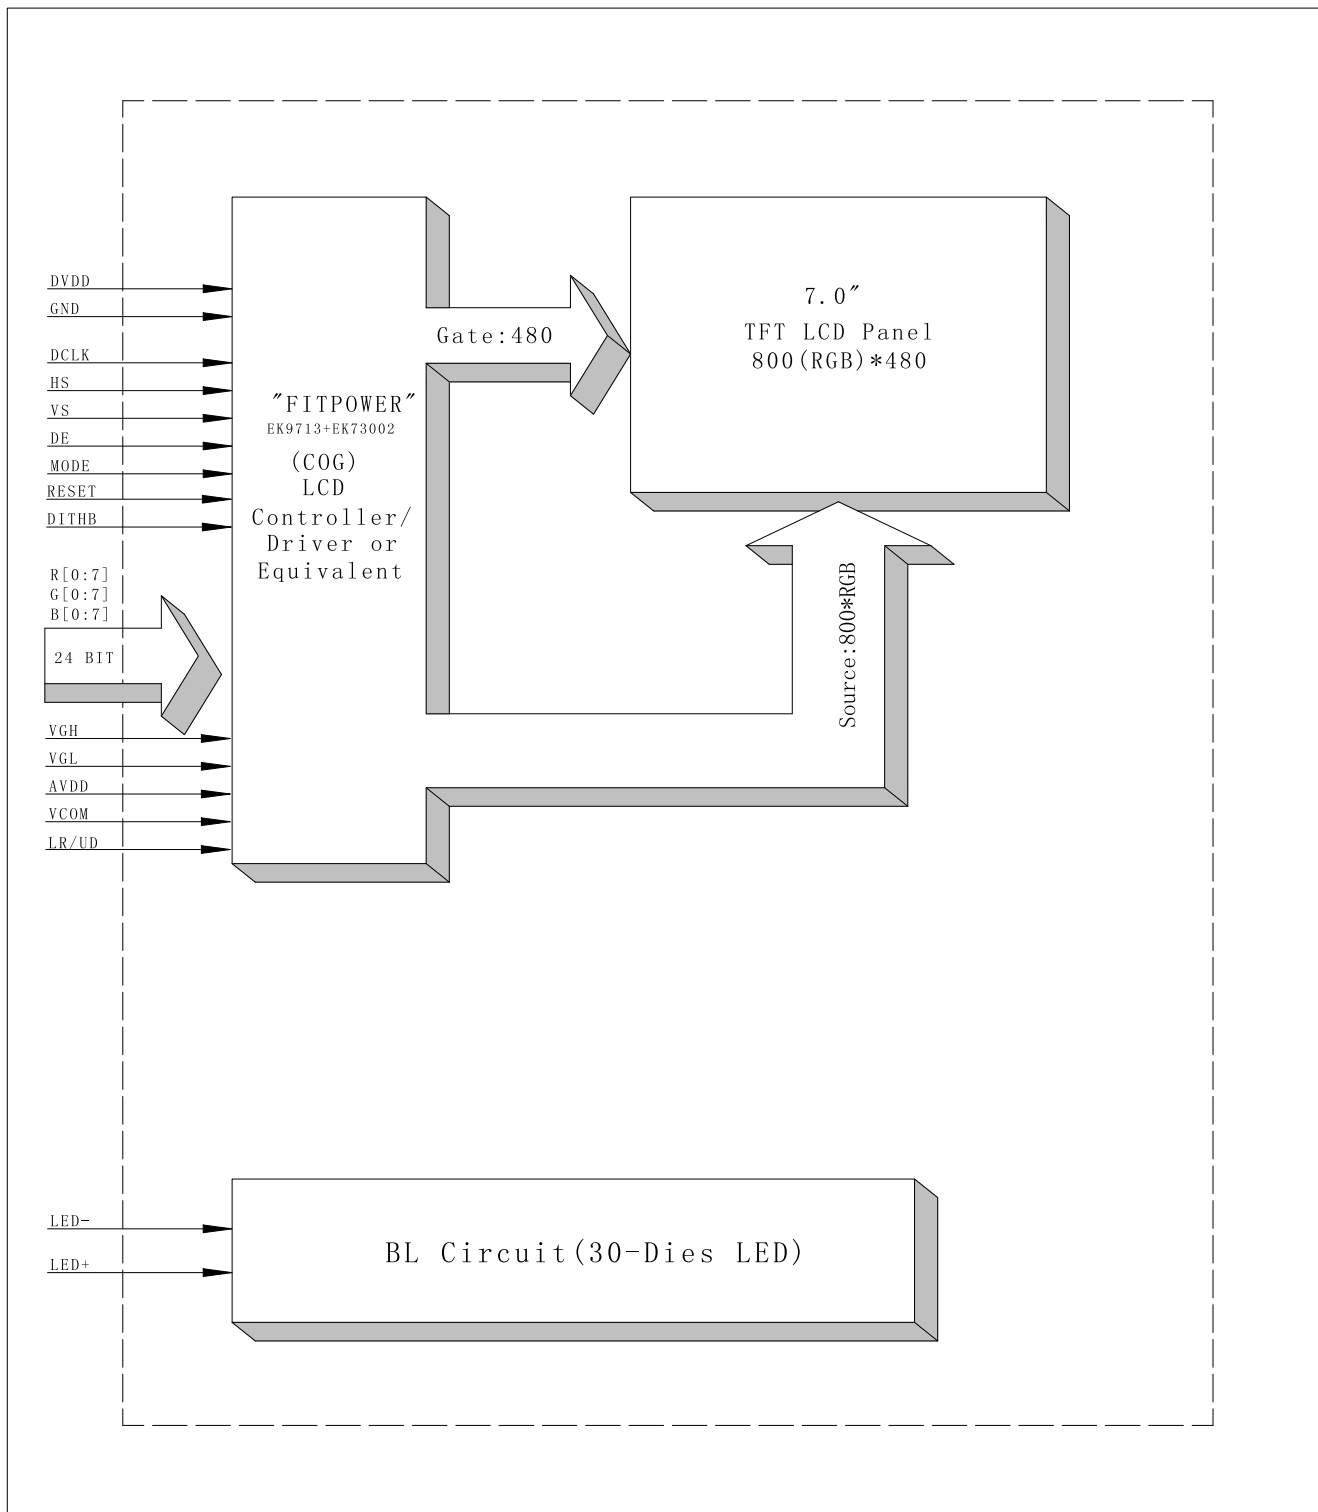 DVDD
GND
DCLK
HS
VS
DE
MODE
RESET
DITHB
R[0:7]
G[0:7]
B[0:7]
24 BIT
VGH
VGL
AVDD
VCOM
LR/UD
"FITPOWER"
EK9713+EK73002
(COG)
LCD
Controller/
Driver or
Equivalent
Gate:480
7.0"
TFT LCD Panel
800(RGB)*480
Source:800*RGB
LED-
LED+
BL Circuit(30-Dies LED)